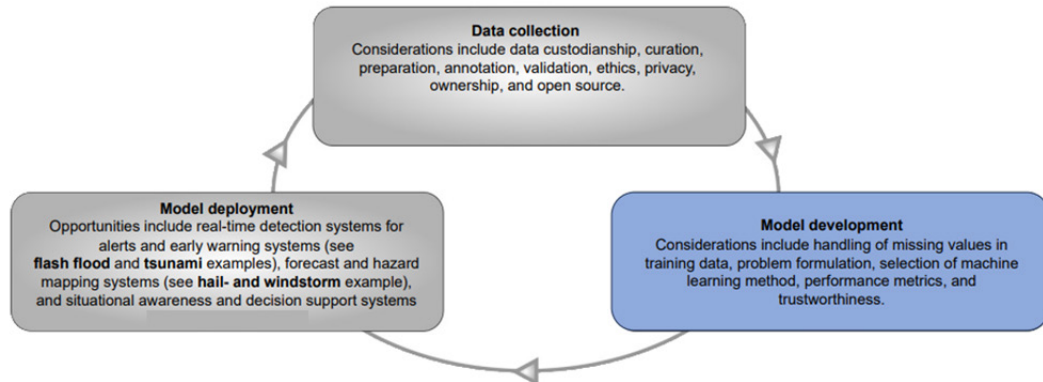 Data collection
Considerations include data custodianship, curation,
preparation, annotation, validation, ethics, privacy,
ownership, and open source.
Model deployment
Opportunities include real-time detection systems for
alerts and early warning systems (see
flash flood and tsunami examples), forecast and hazard
mapping systems (see hail- and windstorm example),
and situational awareness and decision support systems
Model development
Considerations include handling of missing values in
training data, problem formulation, selection of machine
learning method, performance metrics, and
trustworthiness.